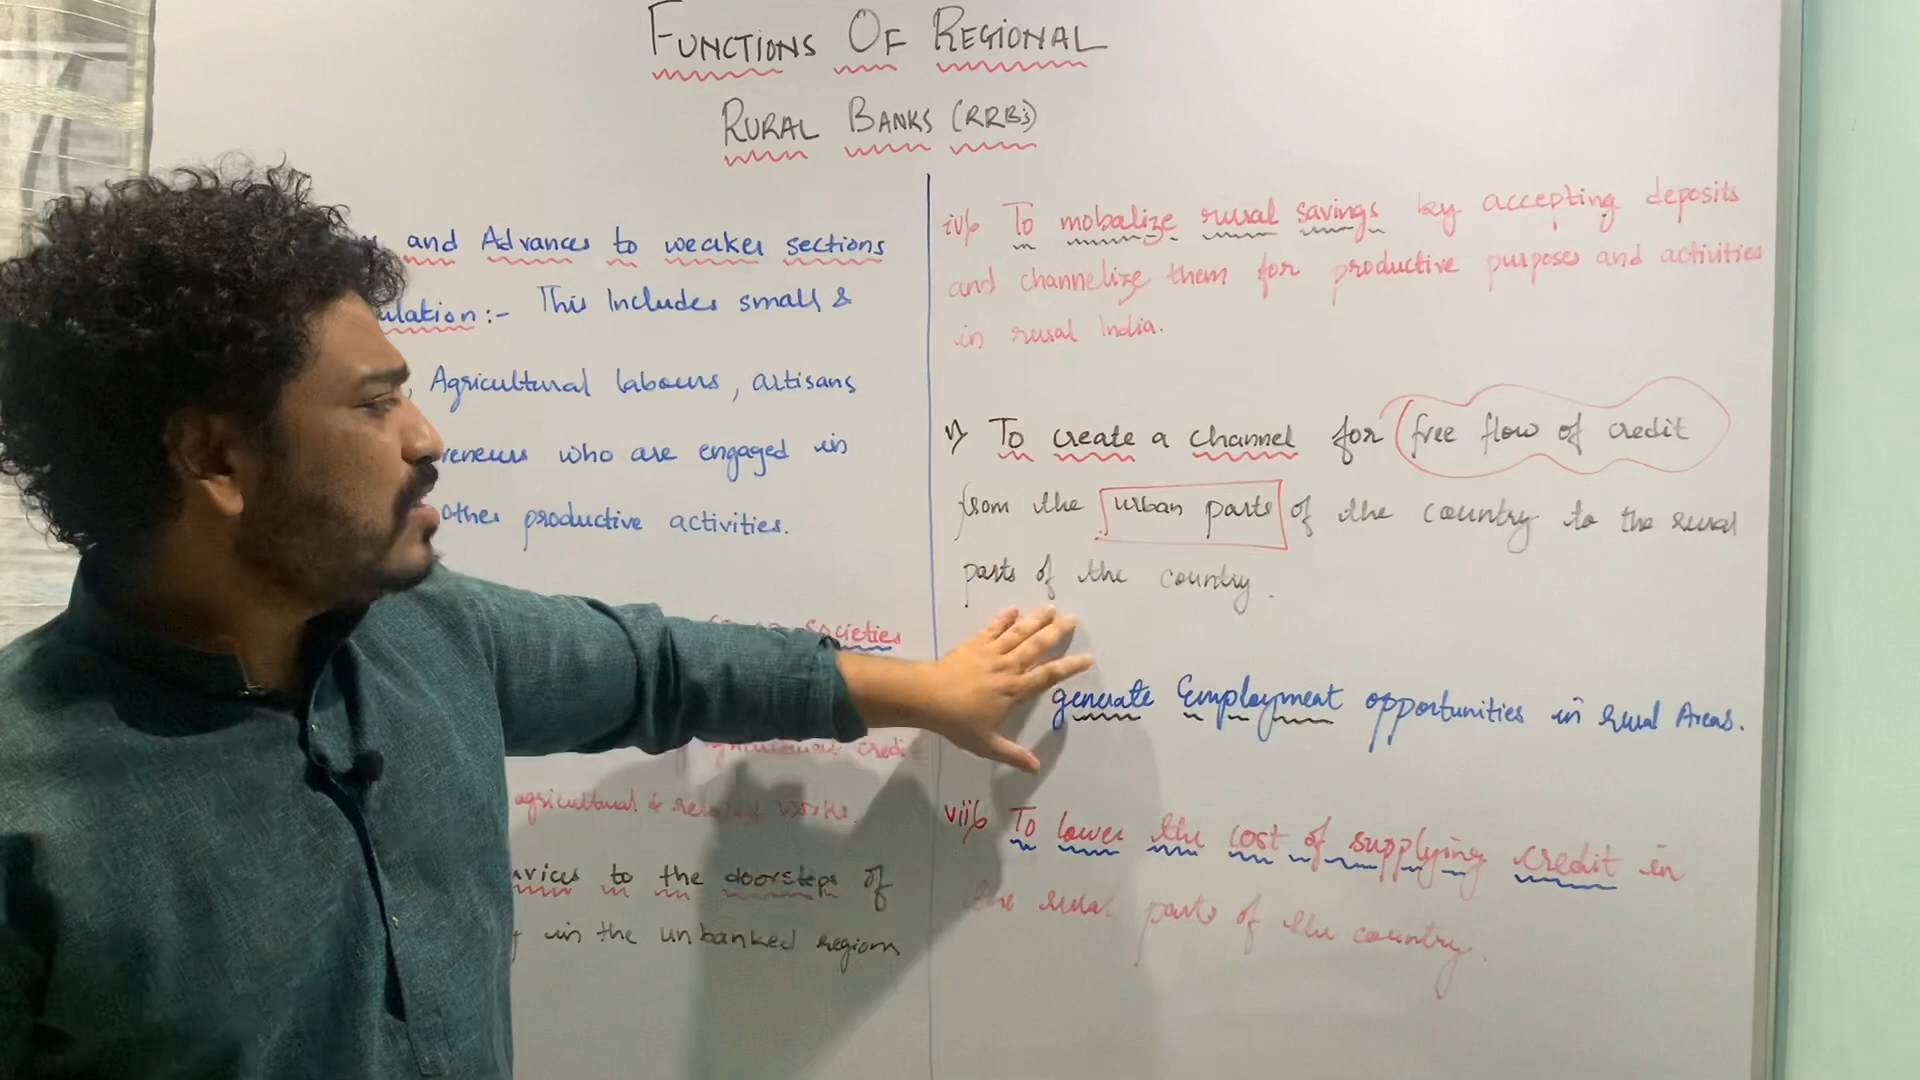 FUNCTIONS OF REGIONAL
RURAL BANKS (RRB's)
and Advances to weaker sections
ulation:- This Includes small &
, Agricultural labours, artisans
reneurs who are engaged in
other productive activities.
societies
agricultural credit
agricultural & related works.
vices to the doorsteps of
in the unbanked regions
iv) To mobalize rural savings by accepting deposits
and channelize them for productive purposes and activities
in rural India.
v) To create a channel for free flow of credit
from the urban parts of the country to the rural
parts of the country.
generate Employment opportunities in rural Areas.
vii) To lower the cost of supplying credit in
the rural parts of the country.